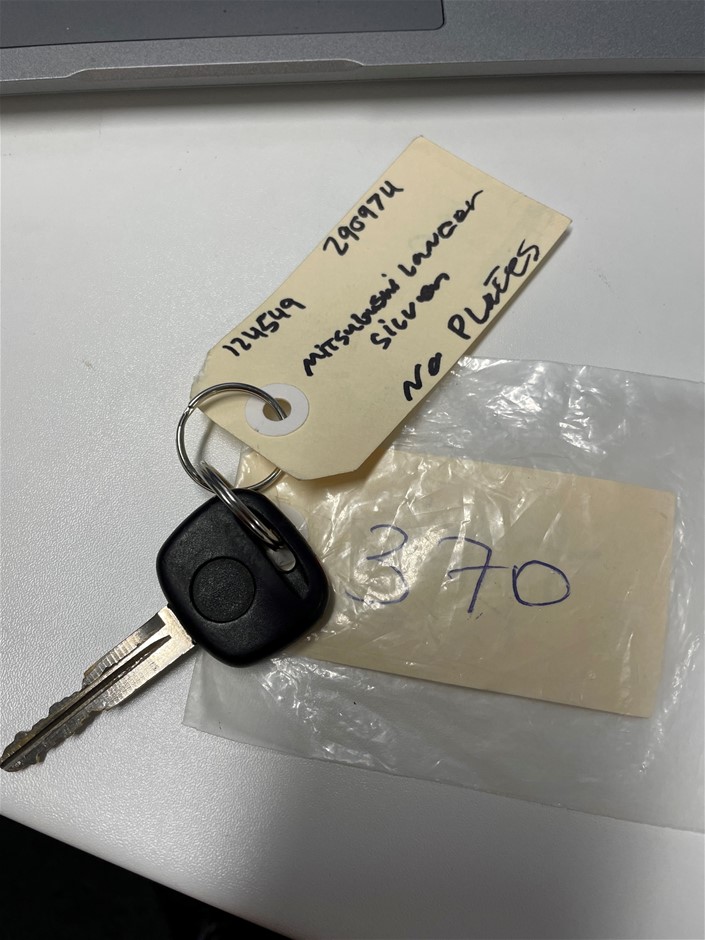 124549 290974
Mitsubishi Lancer
Silver
No Plates
370